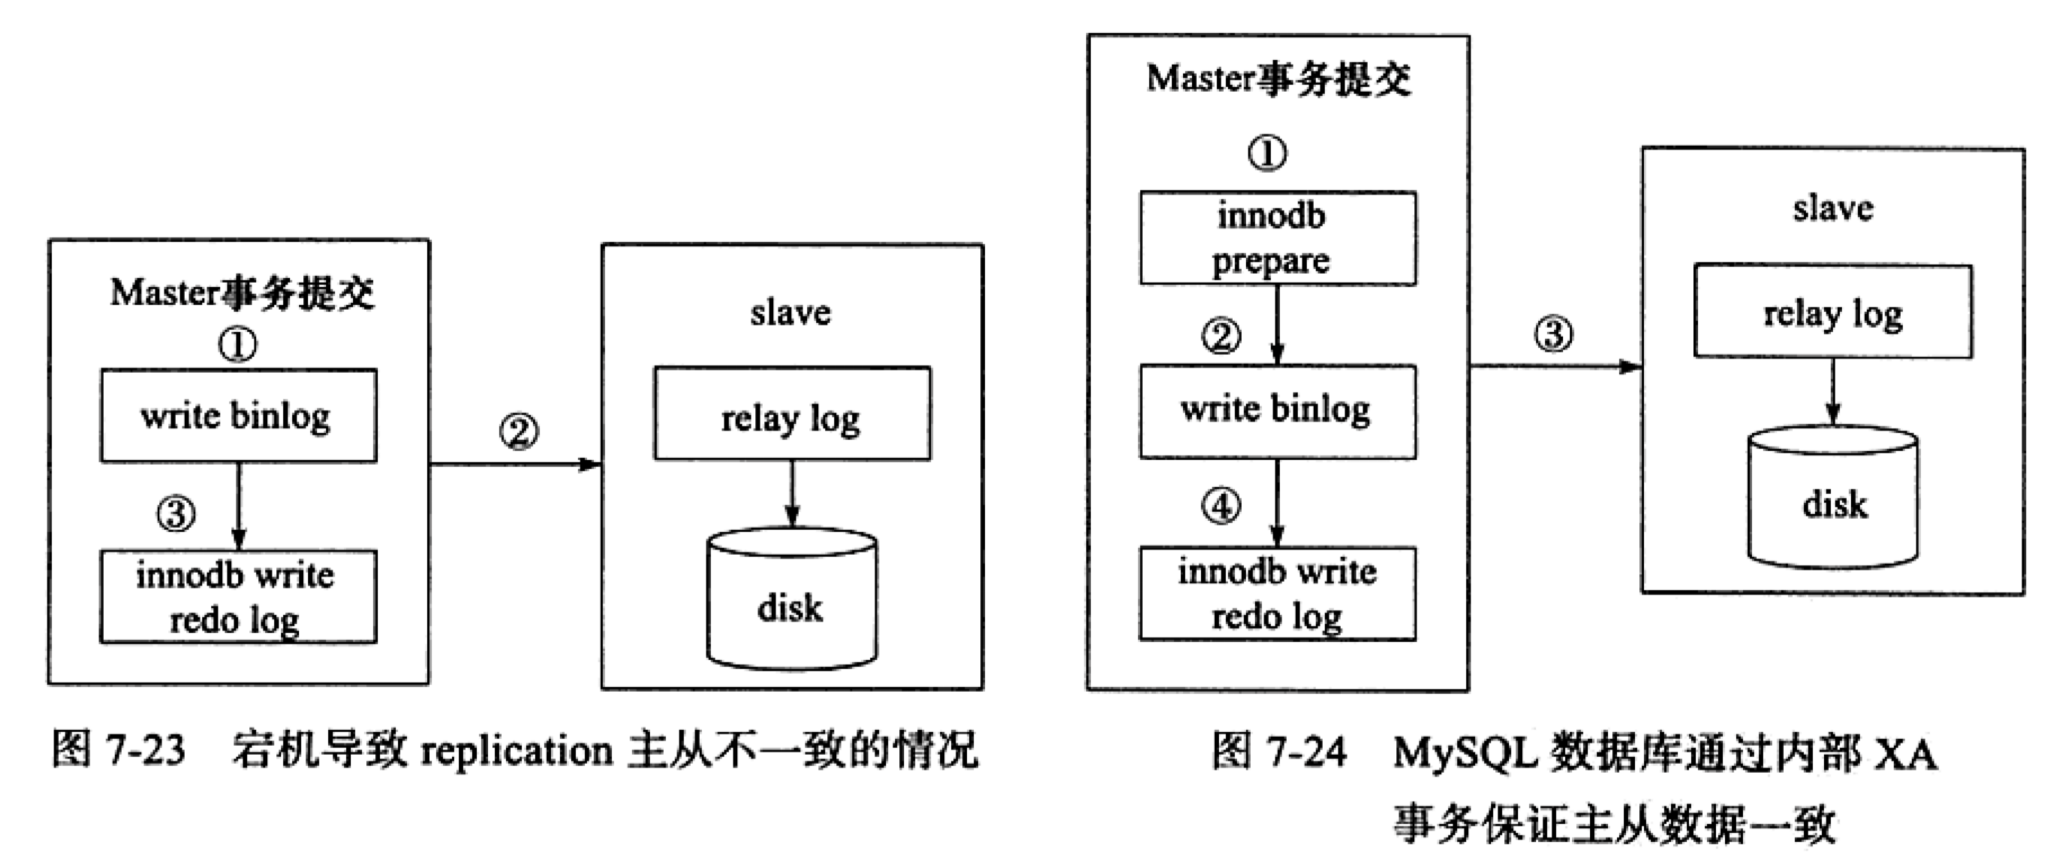 Master事务提交
①
write binlog
③
innodb write
redo log
②
slave
relay log
disk
图 7-23 宕机导致 replication 主从不一致的情况
Master事务提交
①
innodb
prepare
②
write binlog
④
innodb write
redo log
③
slave
relay log
disk
图 7-24 MySQL 数据库通过内部 XA
事务保证主从数据一致